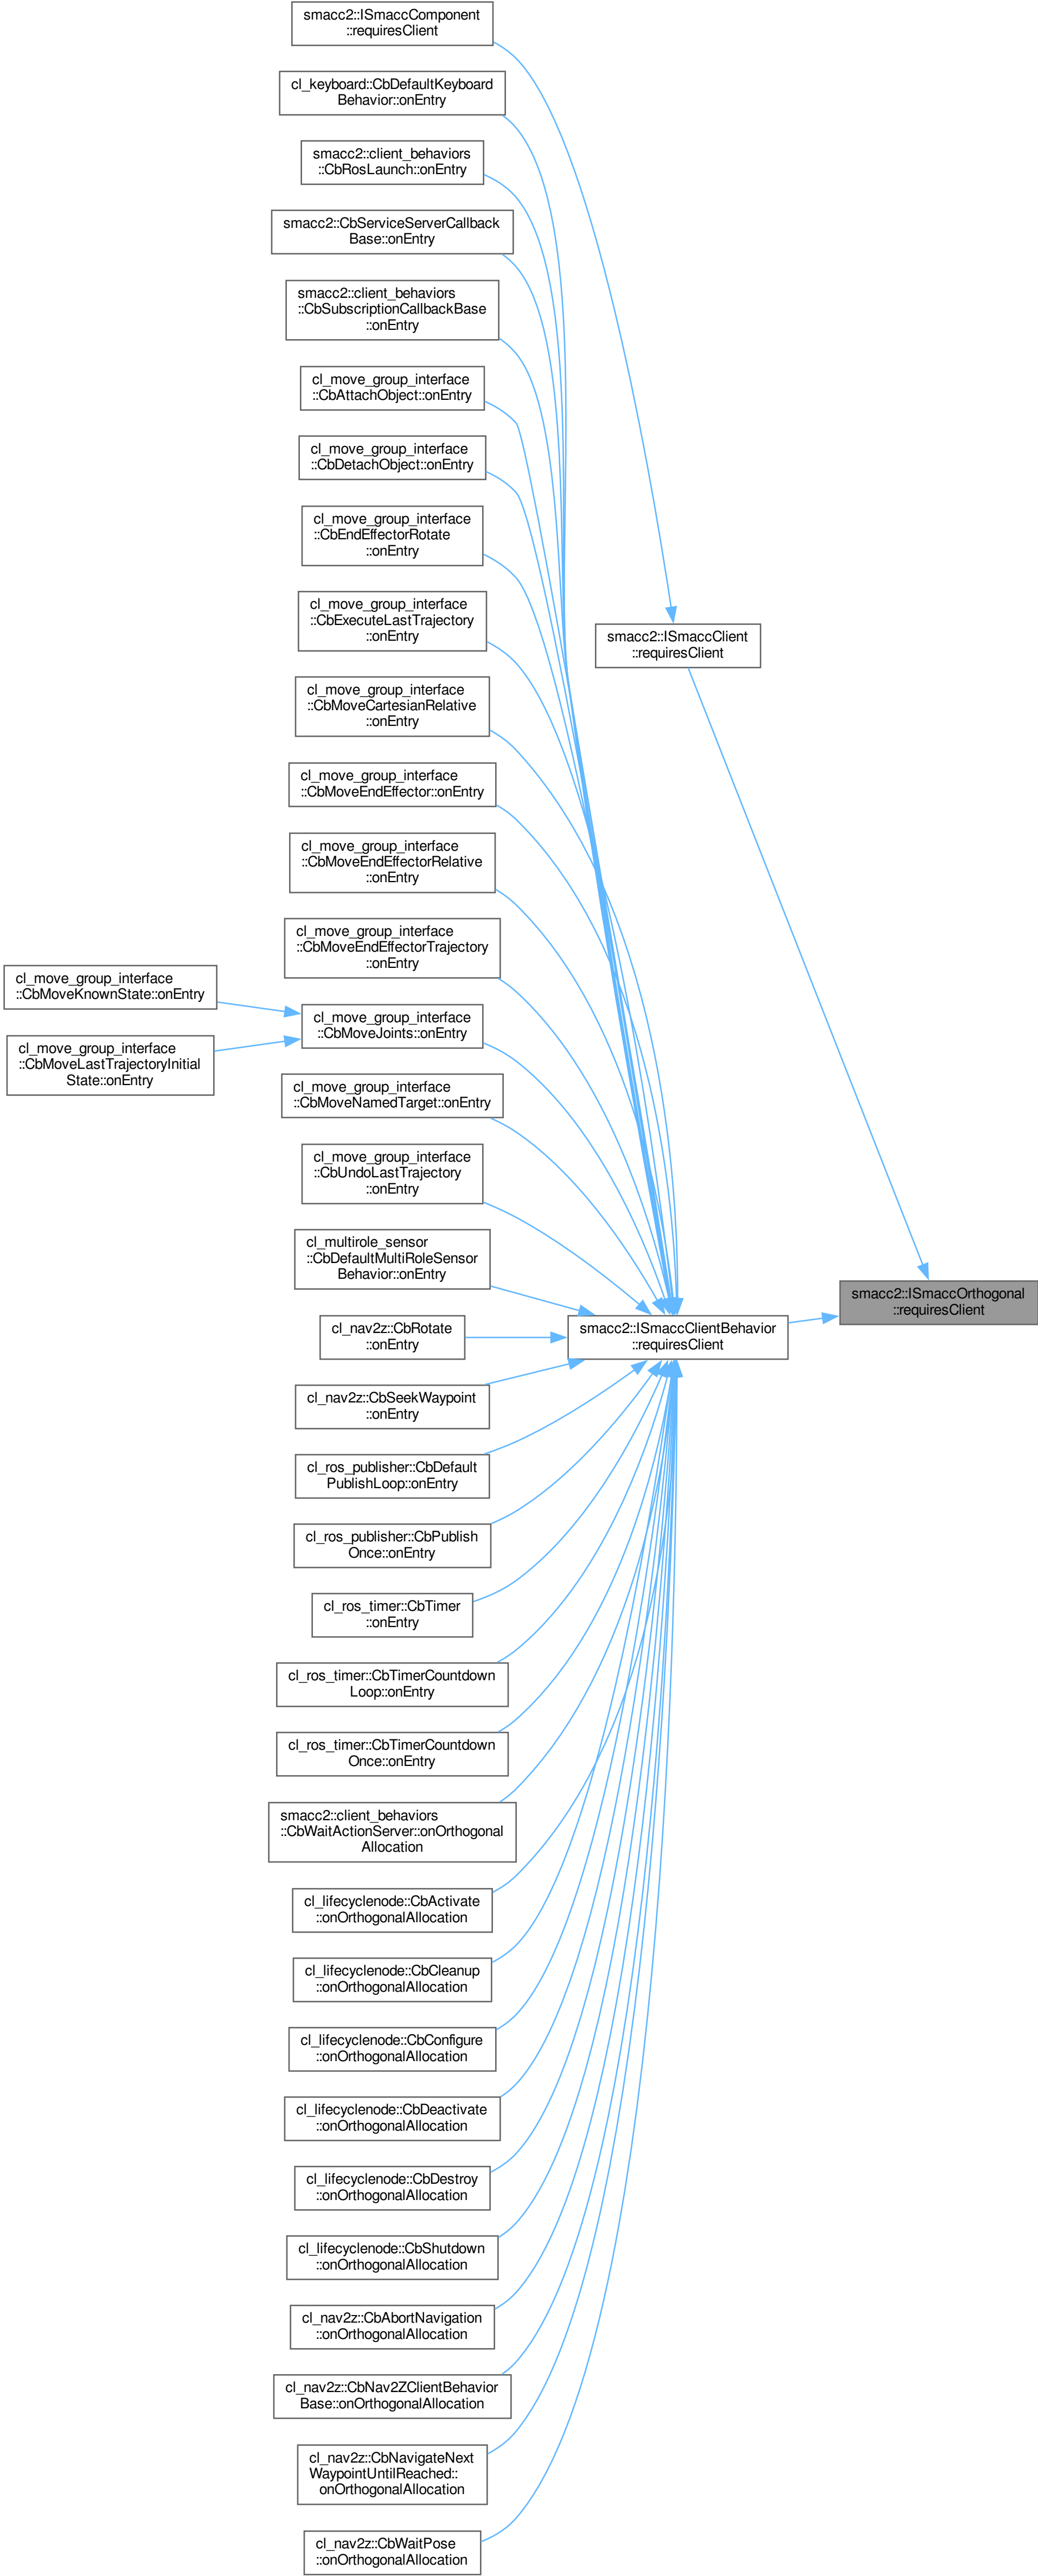 smacc2::ISmaccComponent
::requiresClient
cl_keyboard::CbDefaultKeyboard
Behavior::onEntry
smacc2::client_behaviors
::CbRosLaunch::onEntry
smacc2::CbServiceServerCallback
Base::onEntry
smacc2::client_behaviors
::CbSubscriptionCallbackBase
::onEntry
cl_move_group_interface
::CbAttachObject::onEntry
cl_move_group_interface
::CbDetachObject::onEntry
cl_move_group_interface
::CbEndEffectorRotate
::onEntry
cl_move_group_interface
::CbExecuteLastTrajectory
::onEntry
smacc2::ISmaccClient
::requiresClient
cl_move_group_interface
::CbMoveCartesianRelative
::onEntry
cl_move_group_interface
::CbMoveEndEffector::onEntry
cl_move_group_interface
::CbMoveEndEffectorRelative
::onEntry
cl_move_group_interface
::CbMoveEndEffectorTrajectory
::onEntry
cl_move_group_interface
::CbMoveKnownState::onEntry
cl_move_group_interface
::CbMoveJoints::onEntry
cl_move_group_interface
::CbMoveLastTrajectoryInitial
State::onEntry
cl_move_group_interface
::CbMoveNamedTarget::onEntry
cl_move_group_interface
::CbUndoLastTrajectory
::onEntry
cl_multirole_sensor
::CbDefaultMultiRoleSensor
Behavior::onEntry
smacc2::ISmaccOrthogonal
::requiresClient
cl_nav2z::CbRotate
::onEntry
smacc2::ISmaccClientBehavior
::requiresClient
cl_nav2z::CbSeekWaypoint
::onEntry
cl_ros_publisher::CbDefault
PublishLoop::onEntry
cl_ros_publisher::CbPublish
Once::onEntry
cl_ros_timer::CbTimer
::onEntry
cl_ros_timer::CbTimerCountdown
Loop::onEntry
cl_ros_timer::CbTimerCountdown
Once::onEntry
smacc2::client_behaviors
::CbWaitActionServer::onOrthogonal
Allocation
cl_lifecyclenode::CbActivate
::onOrthogonalAllocation
cl_lifecyclenode::CbCleanup
::onOrthogonalAllocation
cl_lifecyclenode::CbConfigure
::onOrthogonalAllocation
cl_lifecyclenode::CbDeactivate
::onOrthogonalAllocation
cl_lifecyclenode::CbDestroy
::onOrthogonalAllocation
cl_lifecyclenode::CbShutdown
::onOrthogonalAllocation
cl_nav2z::CbAbortNavigation
::onOrthogonalAllocation
cl_nav2z::CbNav2ZClientBehavior
Base::onOrthogonalAllocation
cl_nav2z::CbNavigateNext
WaypointUntilReached::
onOrthogonalAllocation
cl_nav2z::CbWaitPose
::onOrthogonalAllocation